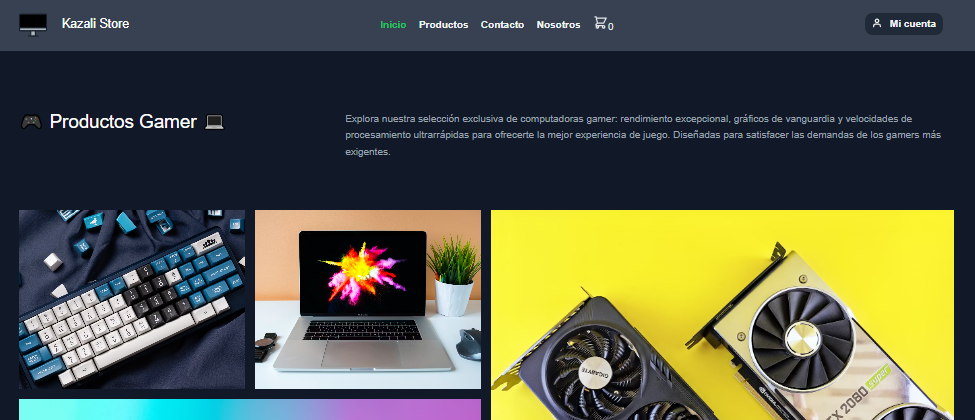 Kazali Store
Inicio Productos Contacto Nosotros 0
Mi cuenta
🎮 Productos Gamer 💻
Explora nuestra selección exclusiva de computadoras gamer: rendimiento excepcional, gráficos de vanguardia y velocidades de
procesamiento ultrarrápidas para ofrecerte la mejor experiencia de juego. Diseñadas para satisfacer las demandas de los gamers más
exigentes.
GIGABYTE
RTX 2080 super